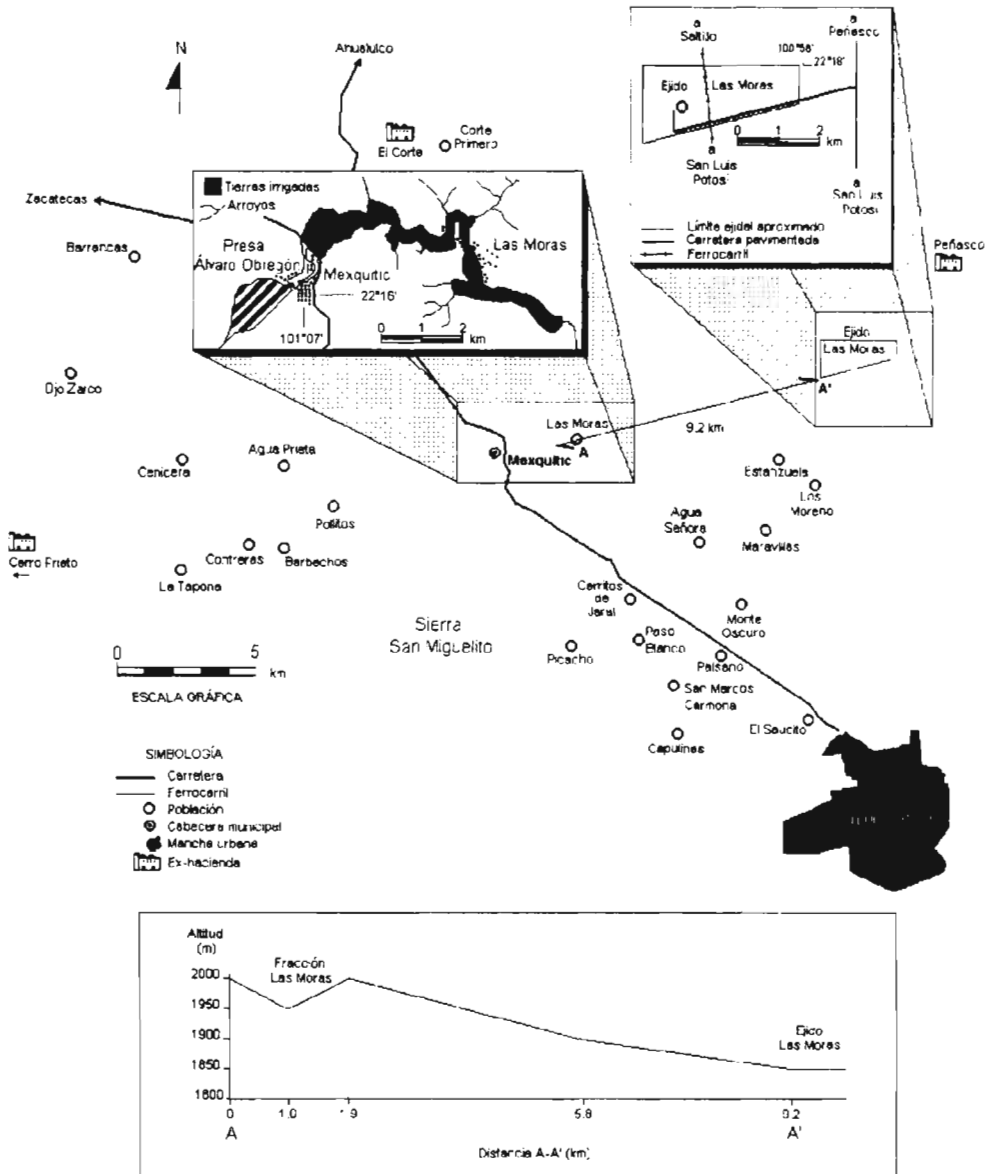 N
Ahualulco
El Corte
Corte
Primero
Zacatecas
Barrancas
Tierras irrigadas
Arroyos
Presa
Álvaro Obregón
Mexquitic
22°16'
101°07'
Las Moras
0 1 2
km
a
Saltillo
a
Peñasco
100°58'
22°18'
Ejido
Las Moras
0 1 2
km
a
San Luis
Potosí
a
San Luis
Potosí
Límite ejidal aproximado
Carretera pavimentada
Ferrocarril
Peñasco
Ejido
Las Moras
A'
9.2 km
Ojo Zarco
Las Moras
A
Mexquitic
Cenicera
Agua Prieta
Estanzuela
Los
Moreno
Pollitos
Agua
Señora
Maravillas
Cerro Prieto
Contreras
Barbechos
La Tapona
Cerritos
de
Jaral
Monte
Oscuro
Sierra
San Miguelito
Picacho
Paso
Blanco
Paisano
San Marcos
Carmona
Capulines
El Saucito
0 5
km
ESCALA GRÁFICA
SIMBOLOGÍA
Carretera
Ferrocarril
Población
Cabecera municipal
Mancha urbana
Ex-hacienda
Altitud
(m)
Fracción
Las Moras
Ejido
Las Moras
2000
1950
1900
1850
1800
0 1.0 1.9 5.8 9.2
A A'
Distancia A-A' (km)